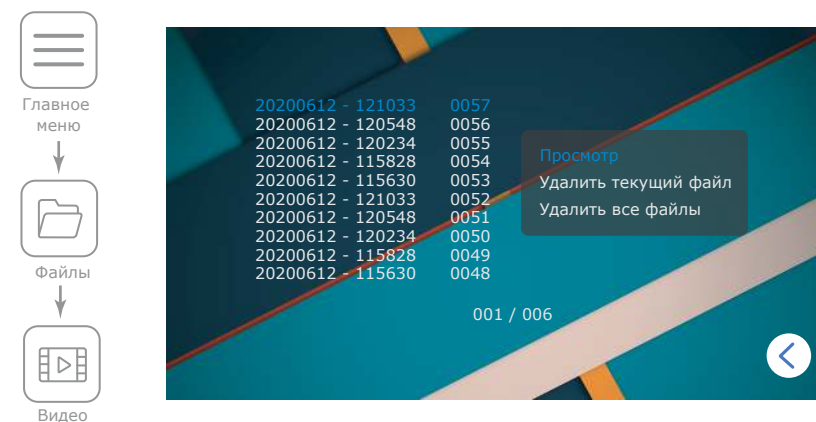 Главное
меню
Файлы
Видео
20200612 - 121033 0057
20200612 - 120548 0056
20200612 - 120234 0055
20200612 - 115828 0054
20200612 - 115630 0053
20200612 - 121033 0052
20200612 - 120548 0051
20200612 - 120234 0050
20200612 - 115828 0049
20200612 - 115630 0048
Просмотр
Удалить текущий файл
Удалить все файлы
001 / 006